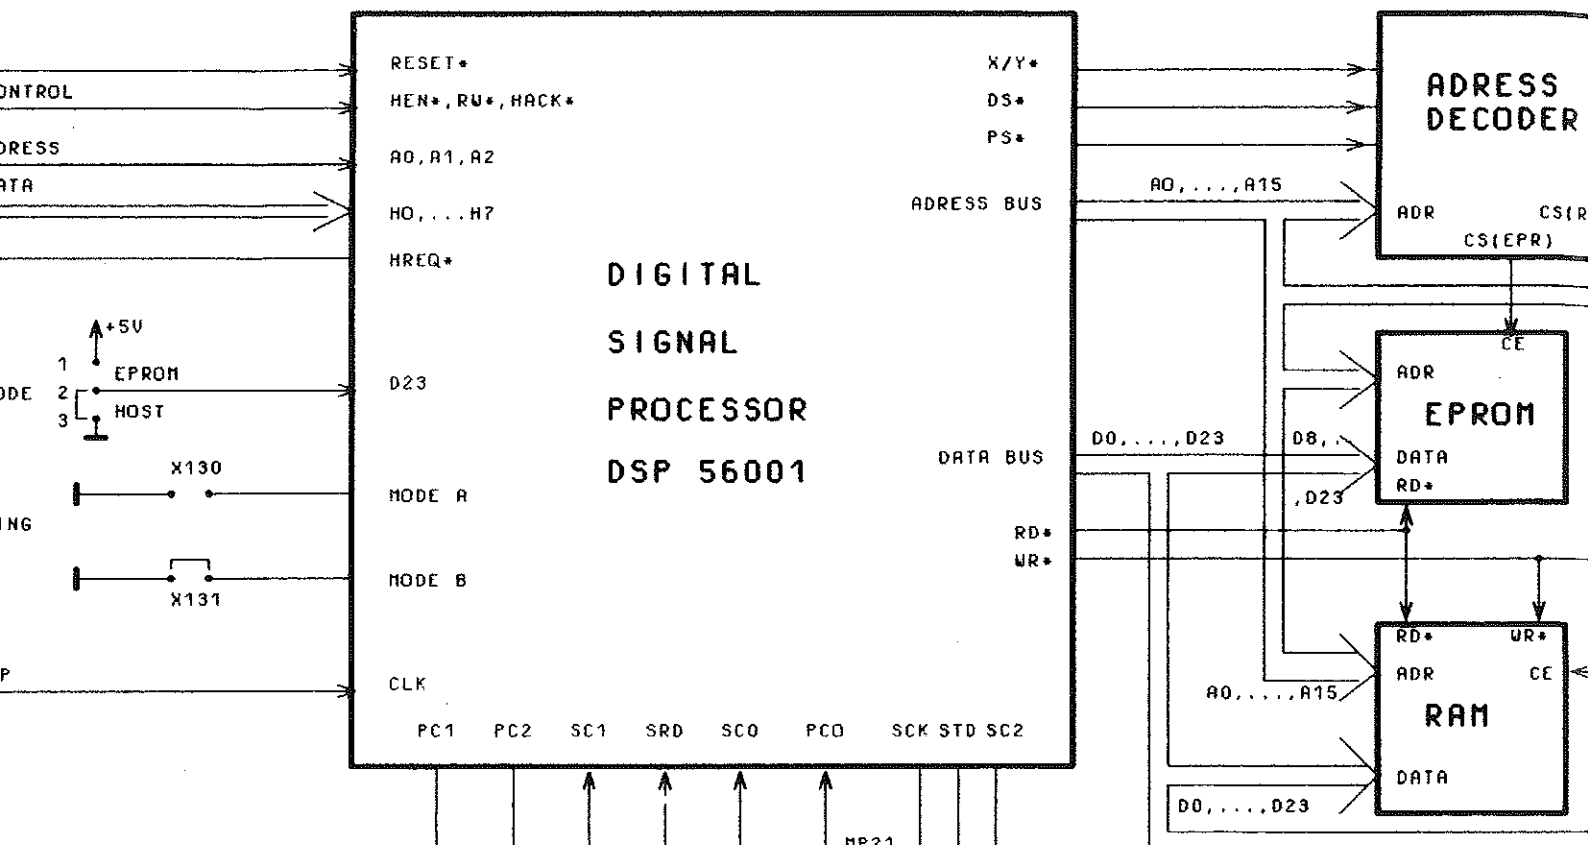 RESET*
X/Y*
ADRESS
DECODER
ONTROL
HEN*,RW*,HACK*
DS*
PS*
DRESS
A0,A1,A2
ATA
A0,...,A15
H0,...H7
ADRESS BUS
ADR
CS(R
CS(EPR)
HREQ*
DIGITAL
SIGNAL
PROCESSOR
DSP 56001
+5V
1
EPROM
ODE
2
3
HOST
D23
CE
ADR
EPROM
D0,...,D23
D8,.
DATA BUS
DATA
RD*
,D23
X130
MODE A
ING
RD*
WR*
MODE B
X131
RD*
WR*
ADR
CE
A0,...,A15
RAM
P
CLK
PC1
PC2
SC1
SRD
SC0
PC0
SCK STD SC2
DATA
D0,...,D23
MP21